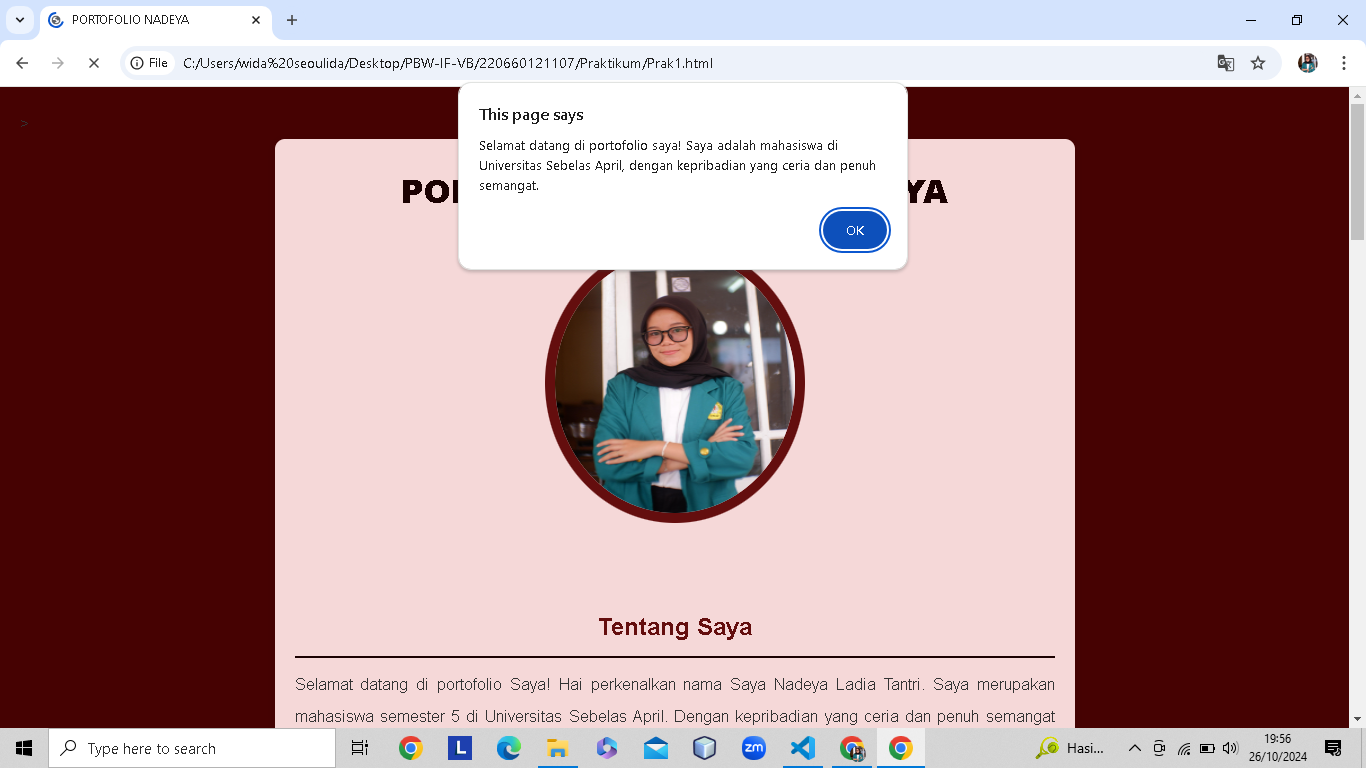 PORTOFOLIO NADEYA
File
C:/Users/wida%20seoulida/Desktop/PBW-IF-VB/220660121107/Praktikum/Prak1.html
This page says
Selamat datang di portofolio saya! Saya adalah mahasiswa di
Universitas Sebelas April, dengan kepribadian yang ceria dan penuh
semangat.
OK
>
Tentang Saya
Selamat datang di portofolio Saya! Hai perkenalkan nama Saya Nadeya Ladia Tantri. Saya merupakan
mahasiswa semester 5 di Universitas Sebelas April. Dengan kepribadian yang ceria dan penuh semangat
Type here to search
L
zm
Hasi...
19:56
26/10/2024